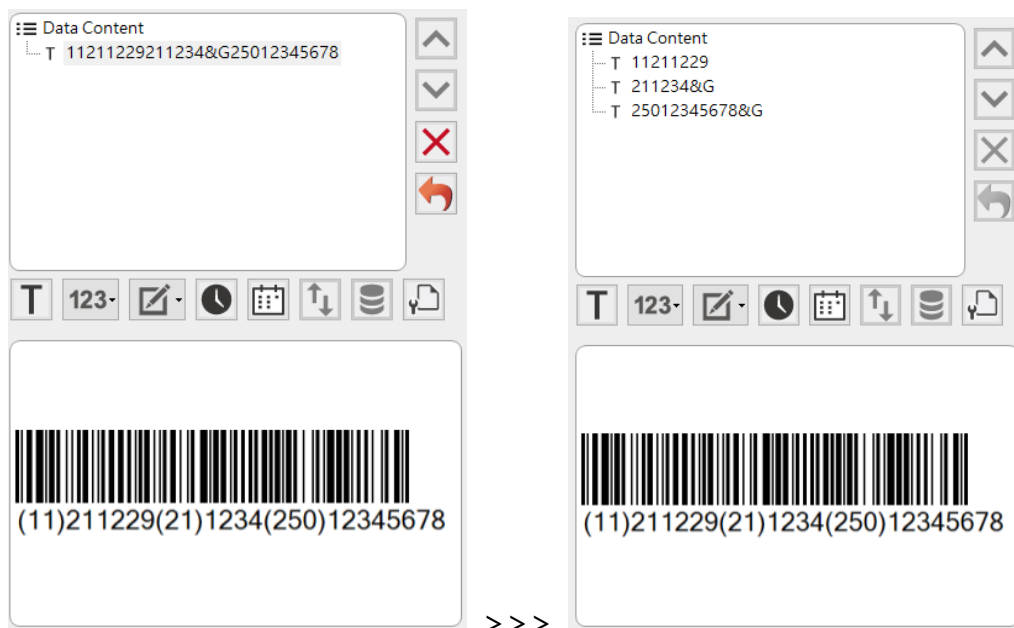 Data Content
T 11211229211234&G25012345678
T 123
(11)211229(21)1234(250)12345678
>>>
Data Content
T 11211229
T 211234&G
T 25012345678&G
T 123
(11)211229(21)1234(250)12345678